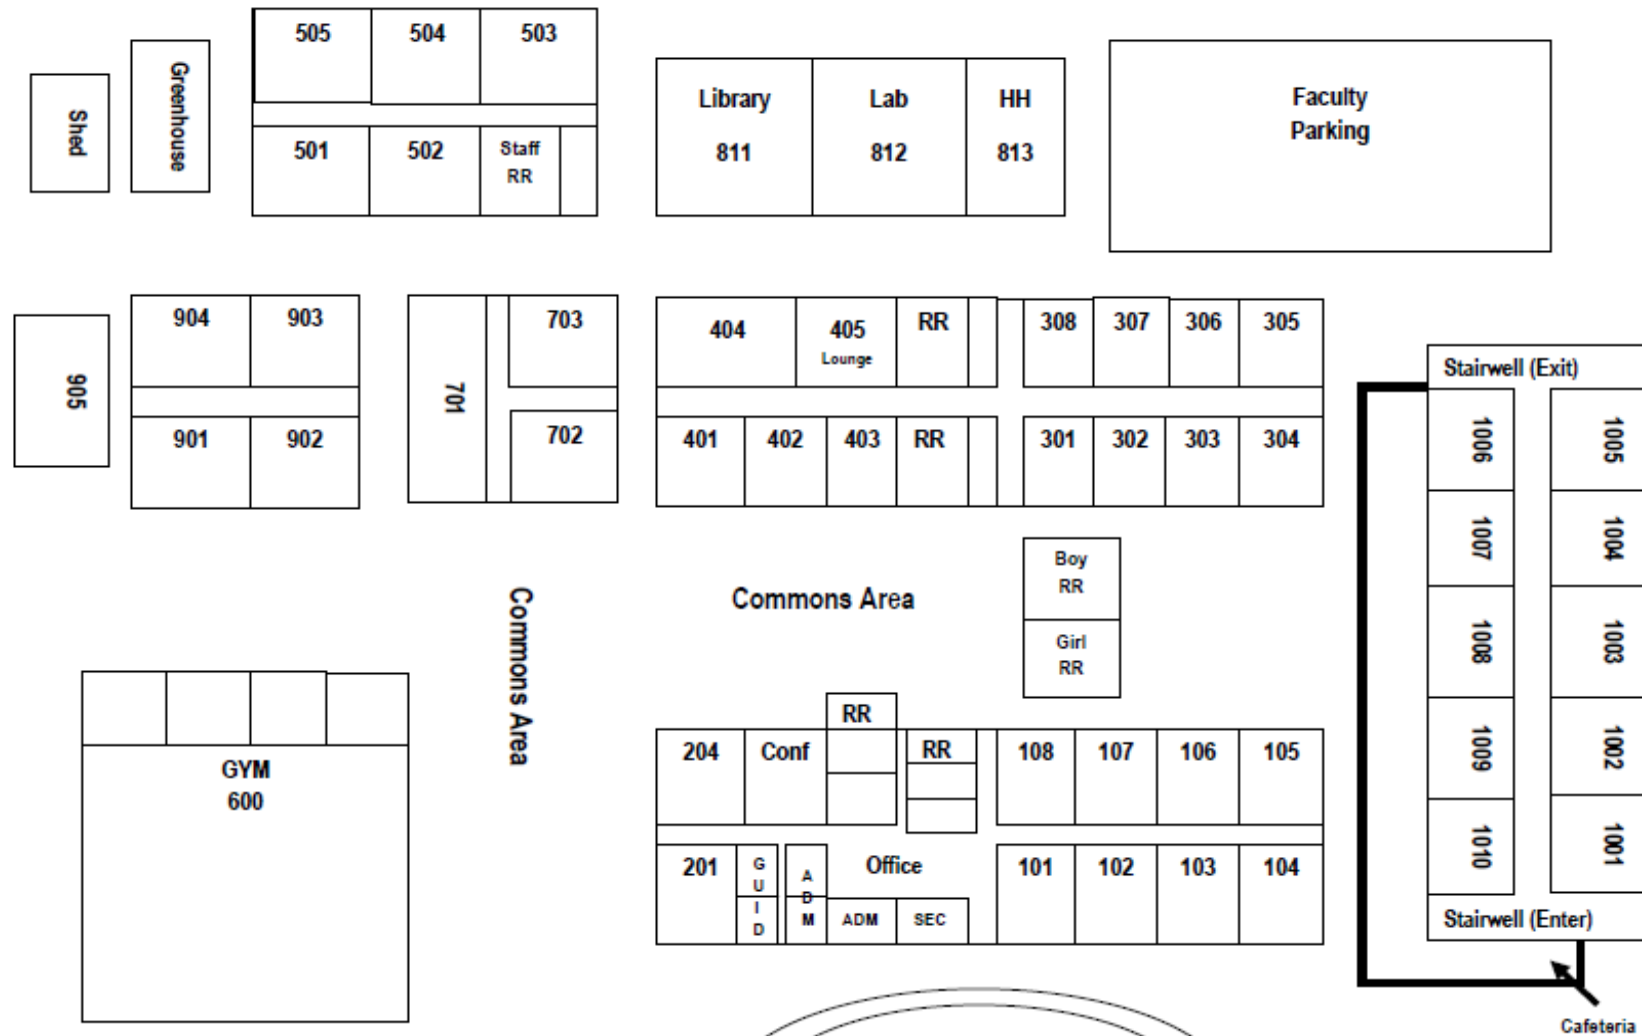 505 504 503
Greenhouse
Shed
501 502 Staff
RR
Library Lab HH
811 812 813
Faculty
Parking
904 903
905
901 902
701
703
702
404 405 RR 308 307 306 305
Lounge
401 402 403 RR 301 302 303 304
Stairwell (Exit)
1006 1005
1007 1004
1008 1003
1009 1002
1010 1001
Stairwell (Enter)
Cafeteria
Boy
RR
Girl
RR
Commons Area
Commons Area
GYM
600
RR
204 Conf RR 108 107 106 105
201 GUID ADM Office 101 102 103 104
ADM SEC